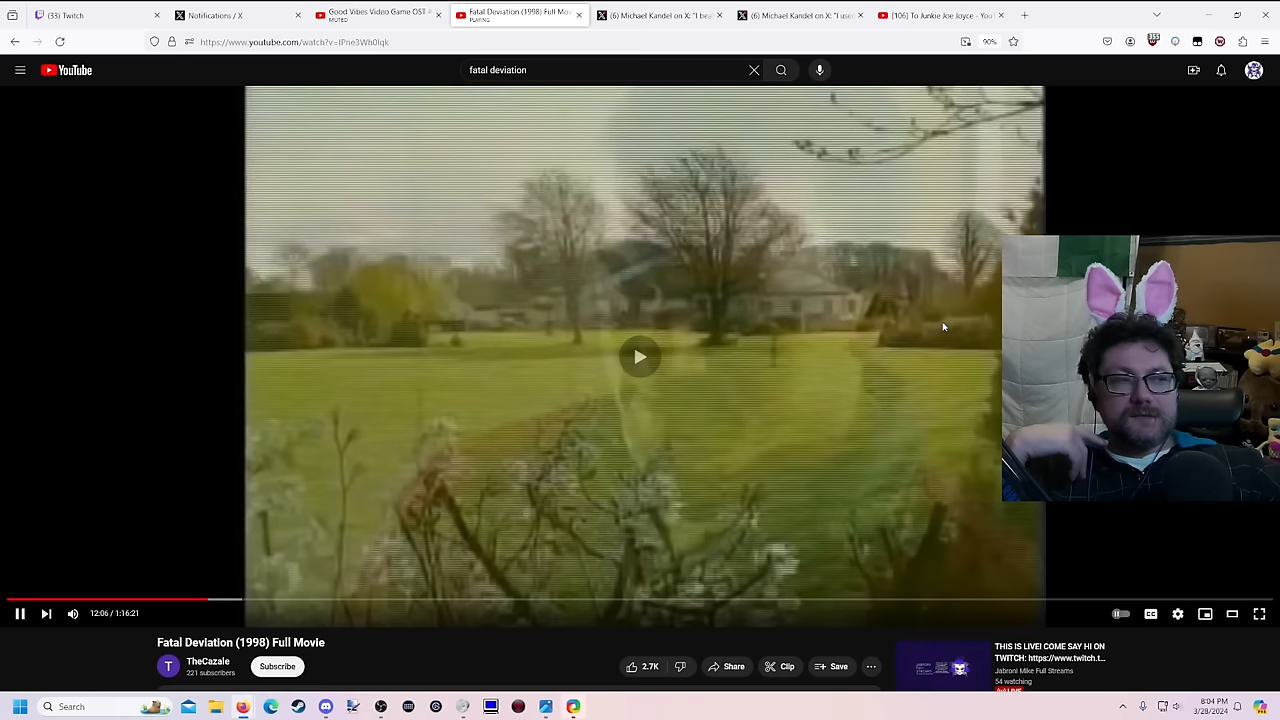 (33) Twitch
Notifications / X
Good Vibes Video Game OST
MUTED
Fatal Deviation (1998) Full Movi
PLAYING
(6) Michael Kandel on X: "I bea
(6) Michael Kandel on X: "I user
[106] To Junkie Joe Joyce - YouT
https://www.youtube.com/watch?v=IPne3Wh0lqk
90%
YouTube
fatal deviation
12:06 / 1:16:21
CC
Fatal Deviation (1998) Full Movie
T
TheCazale
221 subscribers
Subscribe
2.7K
Share
Clip
Save
THIS IS LIVE! COME SAY HI ON
TWITCH: https://www.twitch.t...
Jabroni Mike Full Streams
54 watching
Search
8:04 PM
3/28/2024